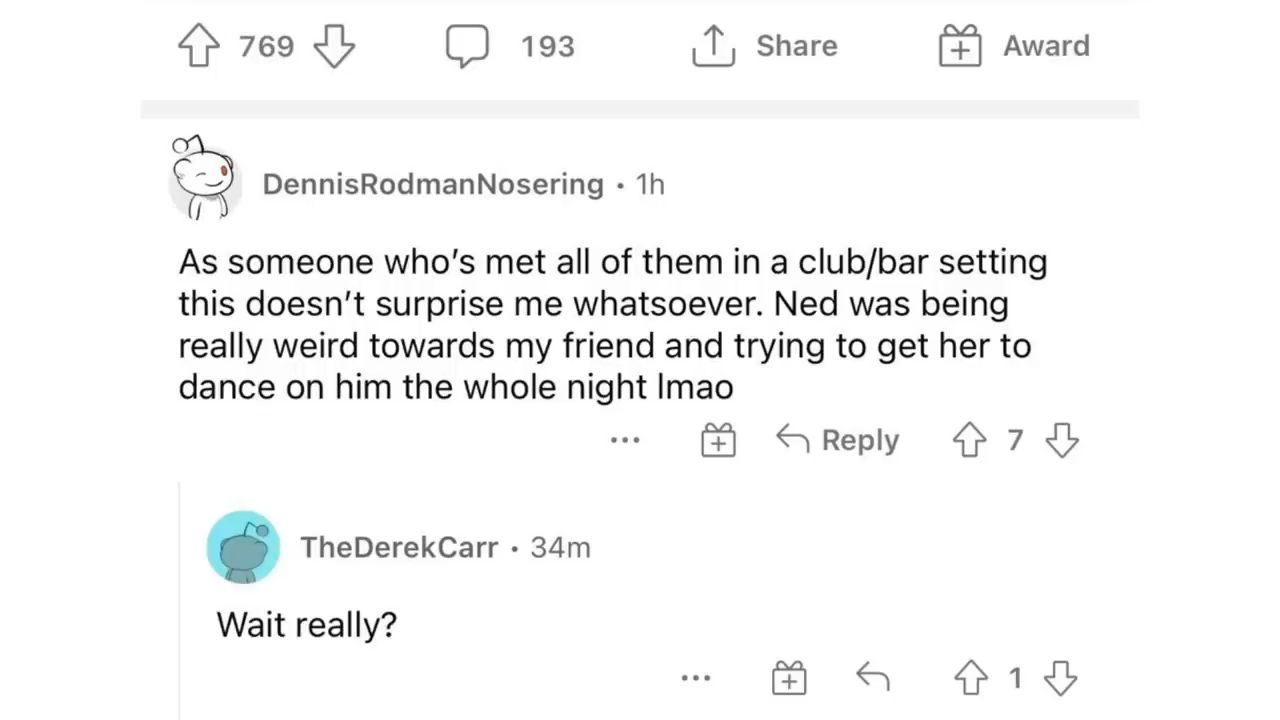 769 193 Share Award
DennisRodmanNosering • 1h
As someone who's met all of them in a club/bar setting
this doesn't surprise me whatsoever. Ned was being
really weird towards my friend and trying to get her to
dance on him the whole night lmao
... Reply 7
TheDerekCarr • 34m
Wait really?
... 1